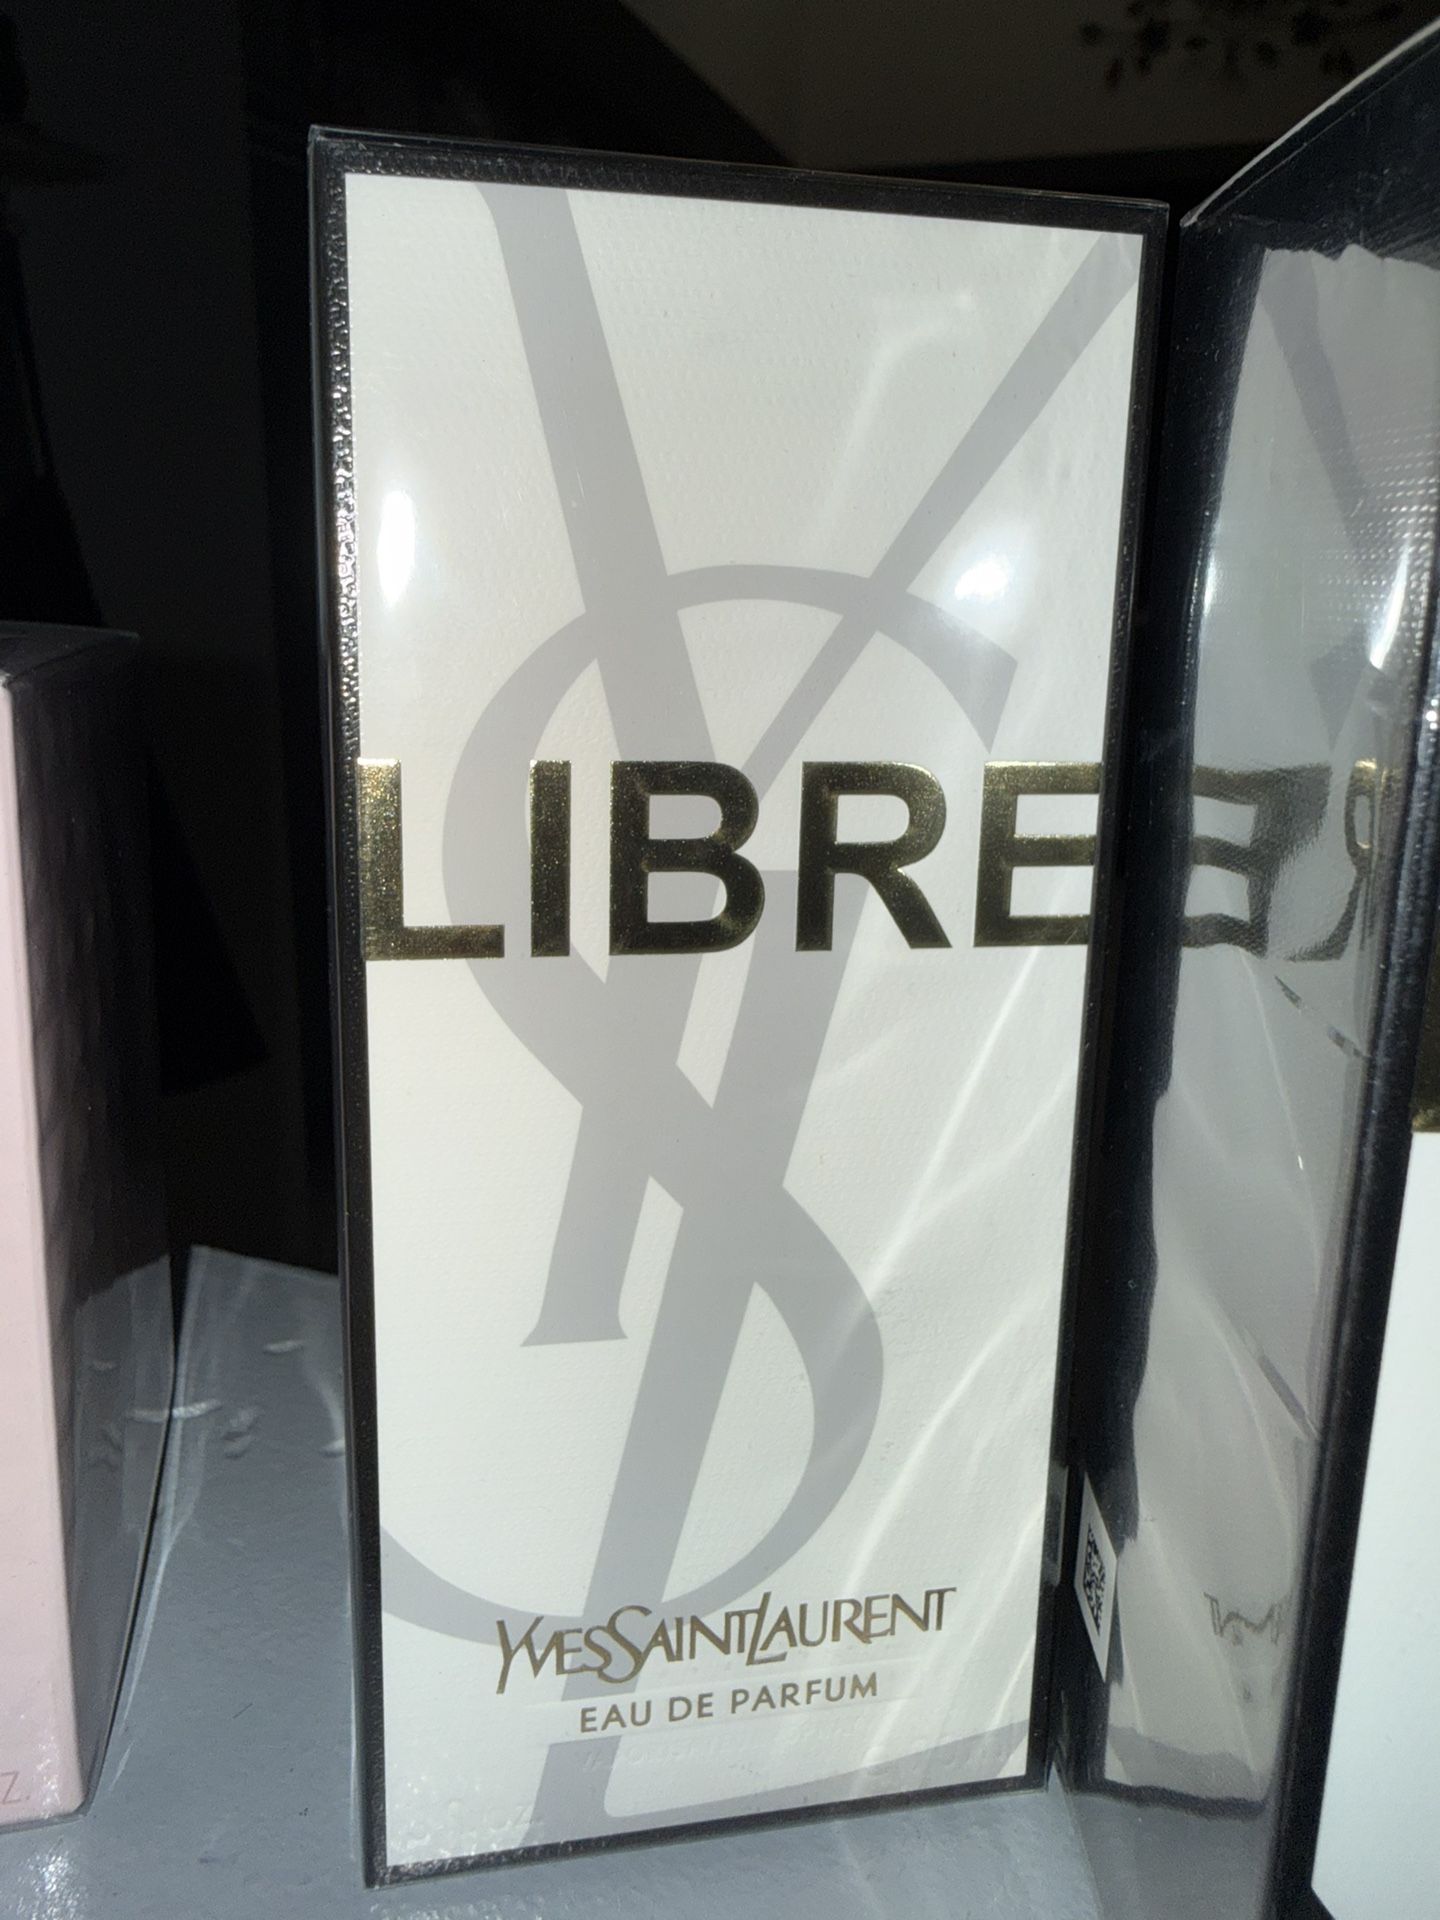 LIBRE
YVESSAINTLAURENT
EAU DE PARFUM
Z.